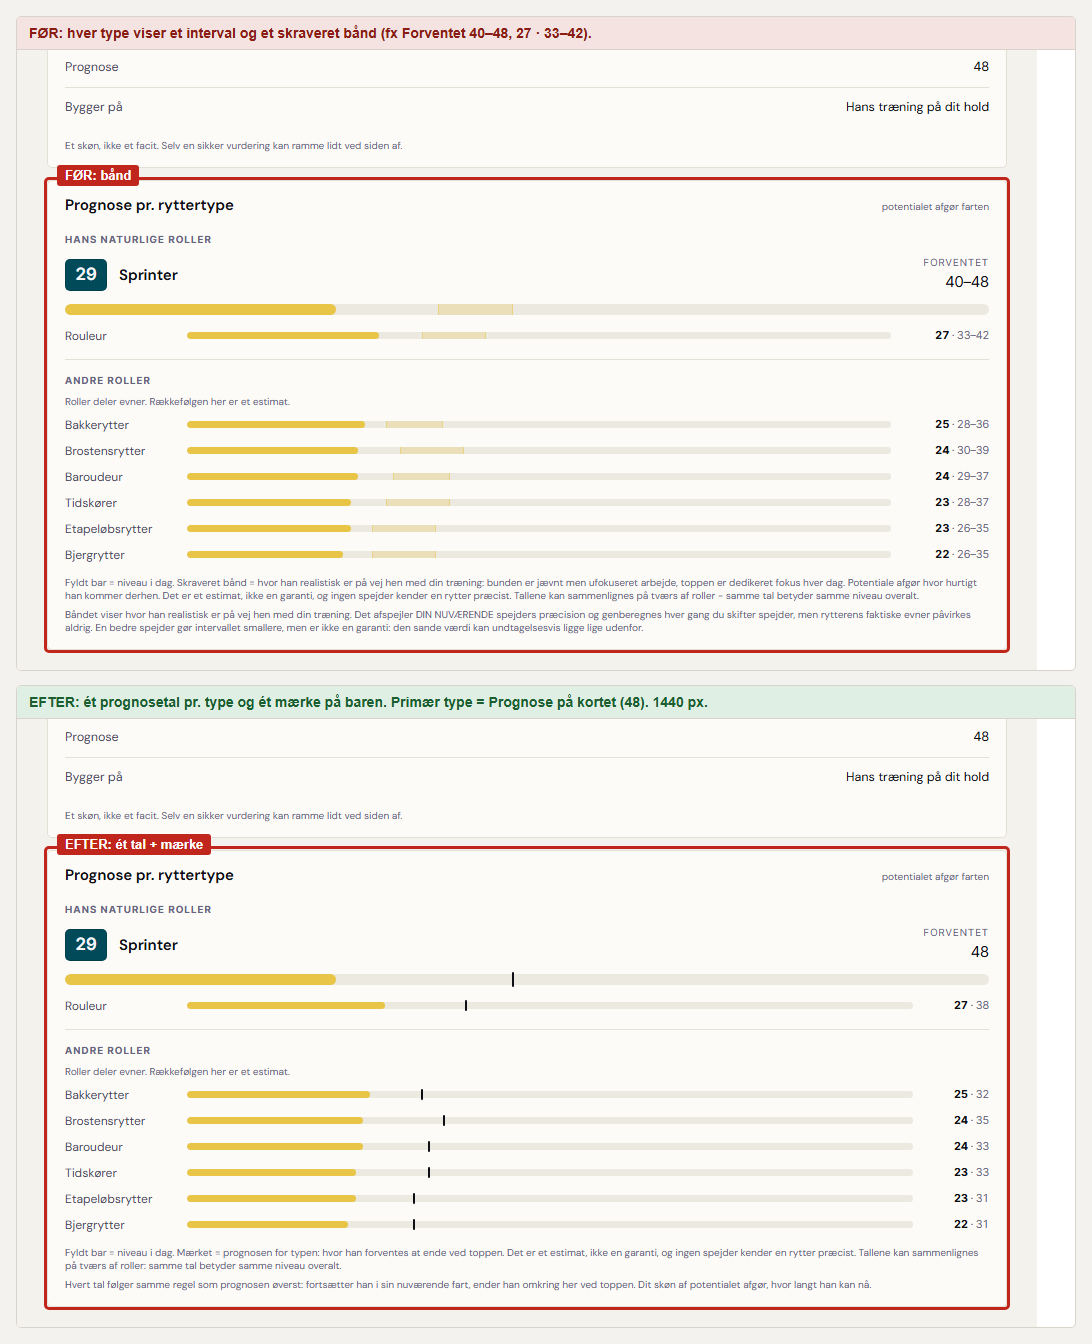 FØR: hver type viser et interval og et skraveret bånd (fx Forventet 40–48, 27 · 33–42).
Prognose 48
Bygger på Hans træning på dit hold
Et skøn, ikke et facit. Selv en sikker vurdering kan ramme lidt ved siden af.
FØR: bånd
Prognose pr. ryttertype potentialet afgør farten
HANS NATURLIGE ROLLER
29 Sprinter FORVENTET
40–48
Rouleur 27 · 33–42
ANDRE ROLLER
Roller deler evner. Rækkefølgen her er et estimat.
Bakkerytter 25 · 28–36
Brostensrytter 24 · 30–39
Baroudeur 24 · 29–37
Tidskører 23 · 28–37
Etapeløbsrytter 23 · 26–35
Bjergrytter 22 · 26–35
Fyldt bar = niveau i dag. Skraveret bånd = hvor han realistisk er på vej hen med din træning: bunden er jævnt men ufokuseret arbejde, toppen er dedikeret fokus hver dag. Potentiale afgør hvor hurtigt
han kommer derhen. Det er et estimat, ikke en garanti, og ingen spejder kender en rytter præcist. Tallene kan sammenlignes på tværs af roller – samme tal betyder samme niveau overalt.
Båndet viser hvor han realistisk er på vej hen med din træning. Det afspejler DIN NUVÆRENDE spejders præcision og genberegnes hver gang du skifter spejder, men rytterens faktiske evner påvirkes
aldrig. En bedre spejder gør intervallet smallere, men er ikke en garanti: den sande værdi kan undtagelsesvis ligge lige udenfor.
EFTER: ét prognosetal pr. type og ét mærke på baren. Primær type = Prognose på kortet (48). 1440 px.
Prognose 48
Bygger på Hans træning på dit hold
Et skøn, ikke et facit. Selv en sikker vurdering kan ramme lidt ved siden af.
EFTER: ét tal + mærke
Prognose pr. ryttertype potentialet afgør farten
HANS NATURLIGE ROLLER
29 Sprinter FORVENTET
48
Rouleur 27 · 38
ANDRE ROLLER
Roller deler evner. Rækkefølgen her er et estimat.
Bakkerytter 25 · 32
Brostensrytter 24 · 35
Baroudeur 24 · 33
Tidskører 23 · 33
Etapeløbsrytter 23 · 31
Bjergrytter 22 · 31
Fyldt bar = niveau i dag. Mærket = prognosen for typen: hvor han forventes at ende ved toppen. Det er et estimat, ikke en garanti, og ingen spejder kender en rytter præcist. Tallene kan sammenlignes
på tværs af roller: samme tal betyder samme niveau overalt.
Hvert tal følger samme regel som prognosen øverst: fortsætter han i sin nuværende fart, ender han omkring her ved toppen. Dit skøn af potentialet afgør, hvor langt han kan nå.